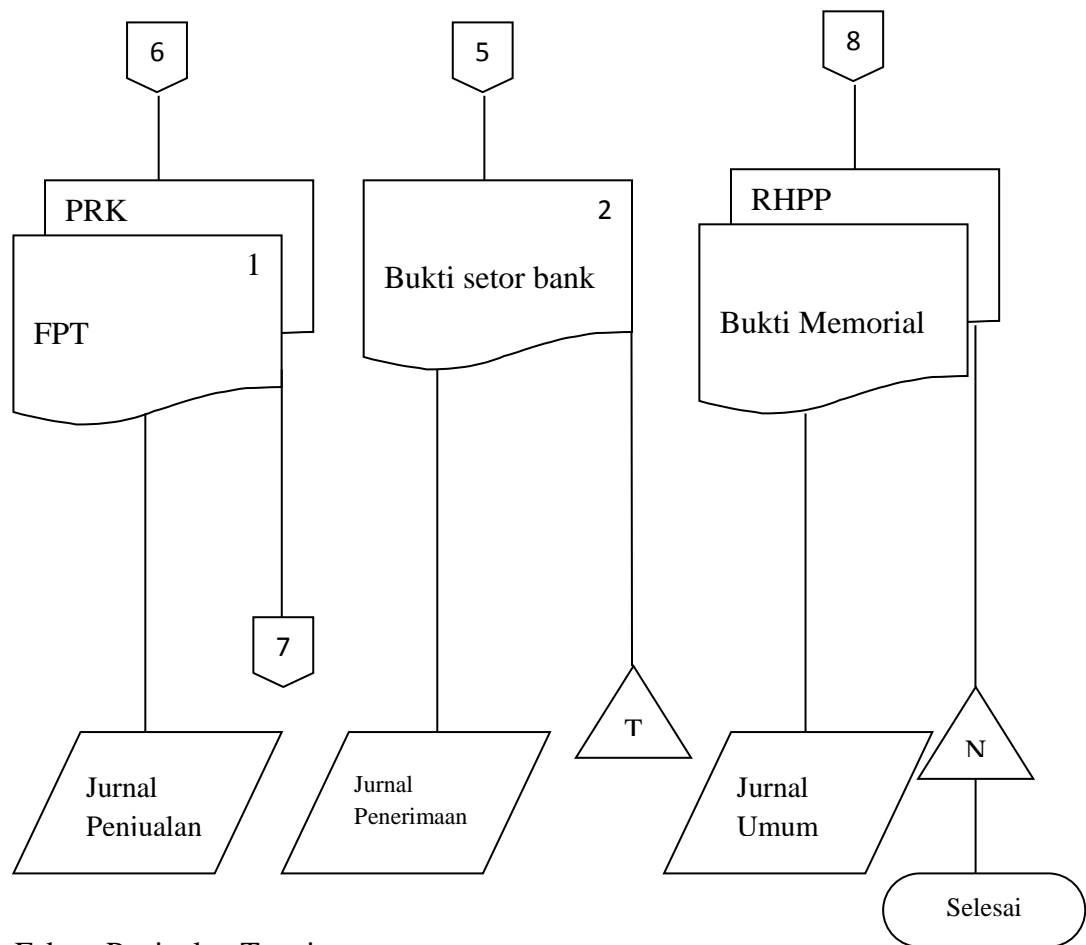 6
5
8
PRK
1
FPT
2
Bukti setor bank
RHPP
Bukti Memorial
7
T
N
Jurnal
Penjualan
Jurnal
Penerimaan
Jurnal
Umum
Selesai